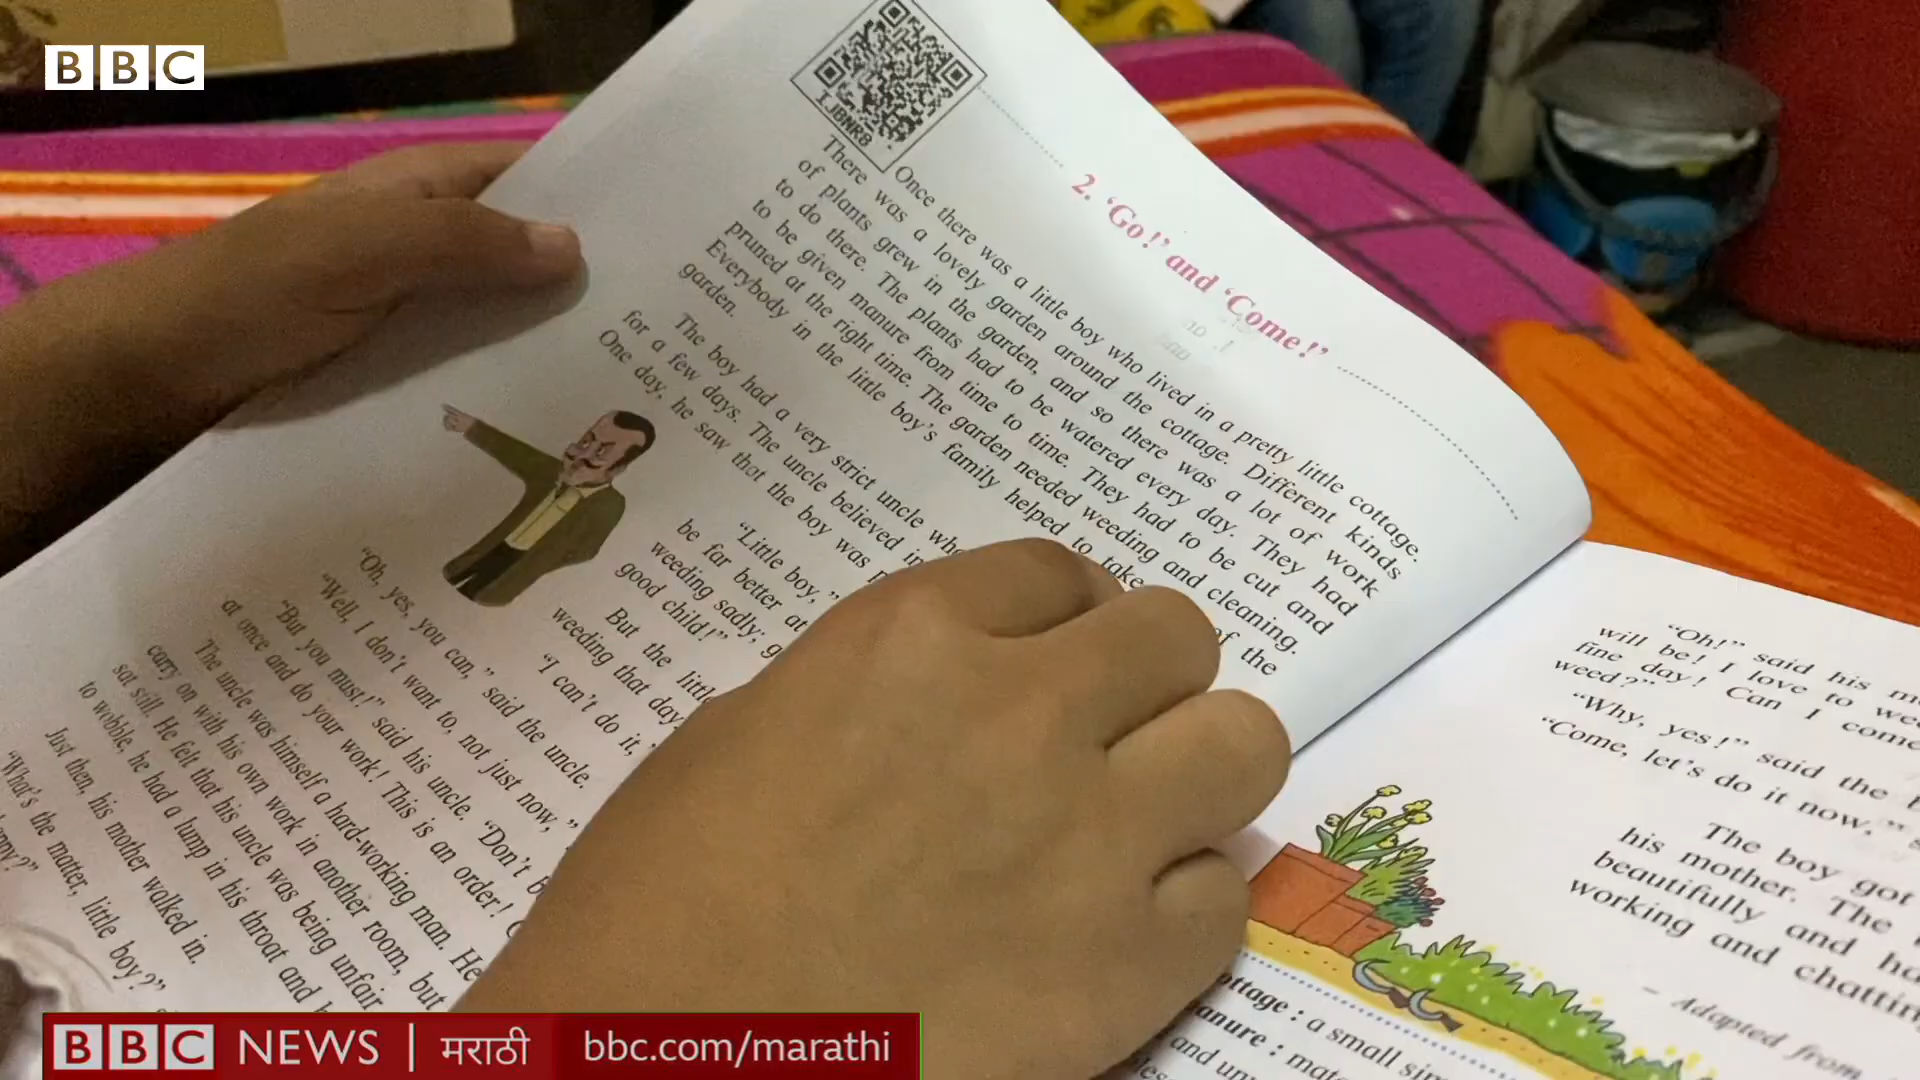 BBC
IJ8NR8
2. ‘Go!’ and ‘Come!’
Once there was a little boy who lived in a pretty little cottage.
There was a lovely garden around the cottage. Different kinds
of plants grew in the garden, and so there was a lot of work
to do there. The plants had to be watered every day. They had
to be given manure from time to time. They had to be cut and
pruned at the right time. The garden needed weeding and cleaning.
Everybody in the little boy’s family helped to take of the
garden.
The boy had a very strict uncle
for a few days. The uncle believed in
One day, he saw that the boy was
“Little boy,”
be far better at
weeding sadly;
good child!”
But the
weeding that day.
“I can’t do it,”
“Oh, yes, you can,” said the uncle.
“Well, I don’t want to, not just now,”
“But you must!” said his uncle. “Don’t
at once and do your work! This is an order!
The uncle was himself a hard-working man. He
carry on with his own work in another room, but
sat still. He felt that his uncle was being unfair
to wobble, he had a lump in his throat and
Just then, his mother walked in.
“What’s the matter, little boy?”
“Oh!” said his
will be! I love to
fine day! Can I come
weed?”
“Why, yes!” said the
“Come, let’s do it now,”
The boy got
his mother. The
beautifully and
working and
– Adapted from
: a small
:
and
BBC NEWS | मराठी bbc.com/marathi